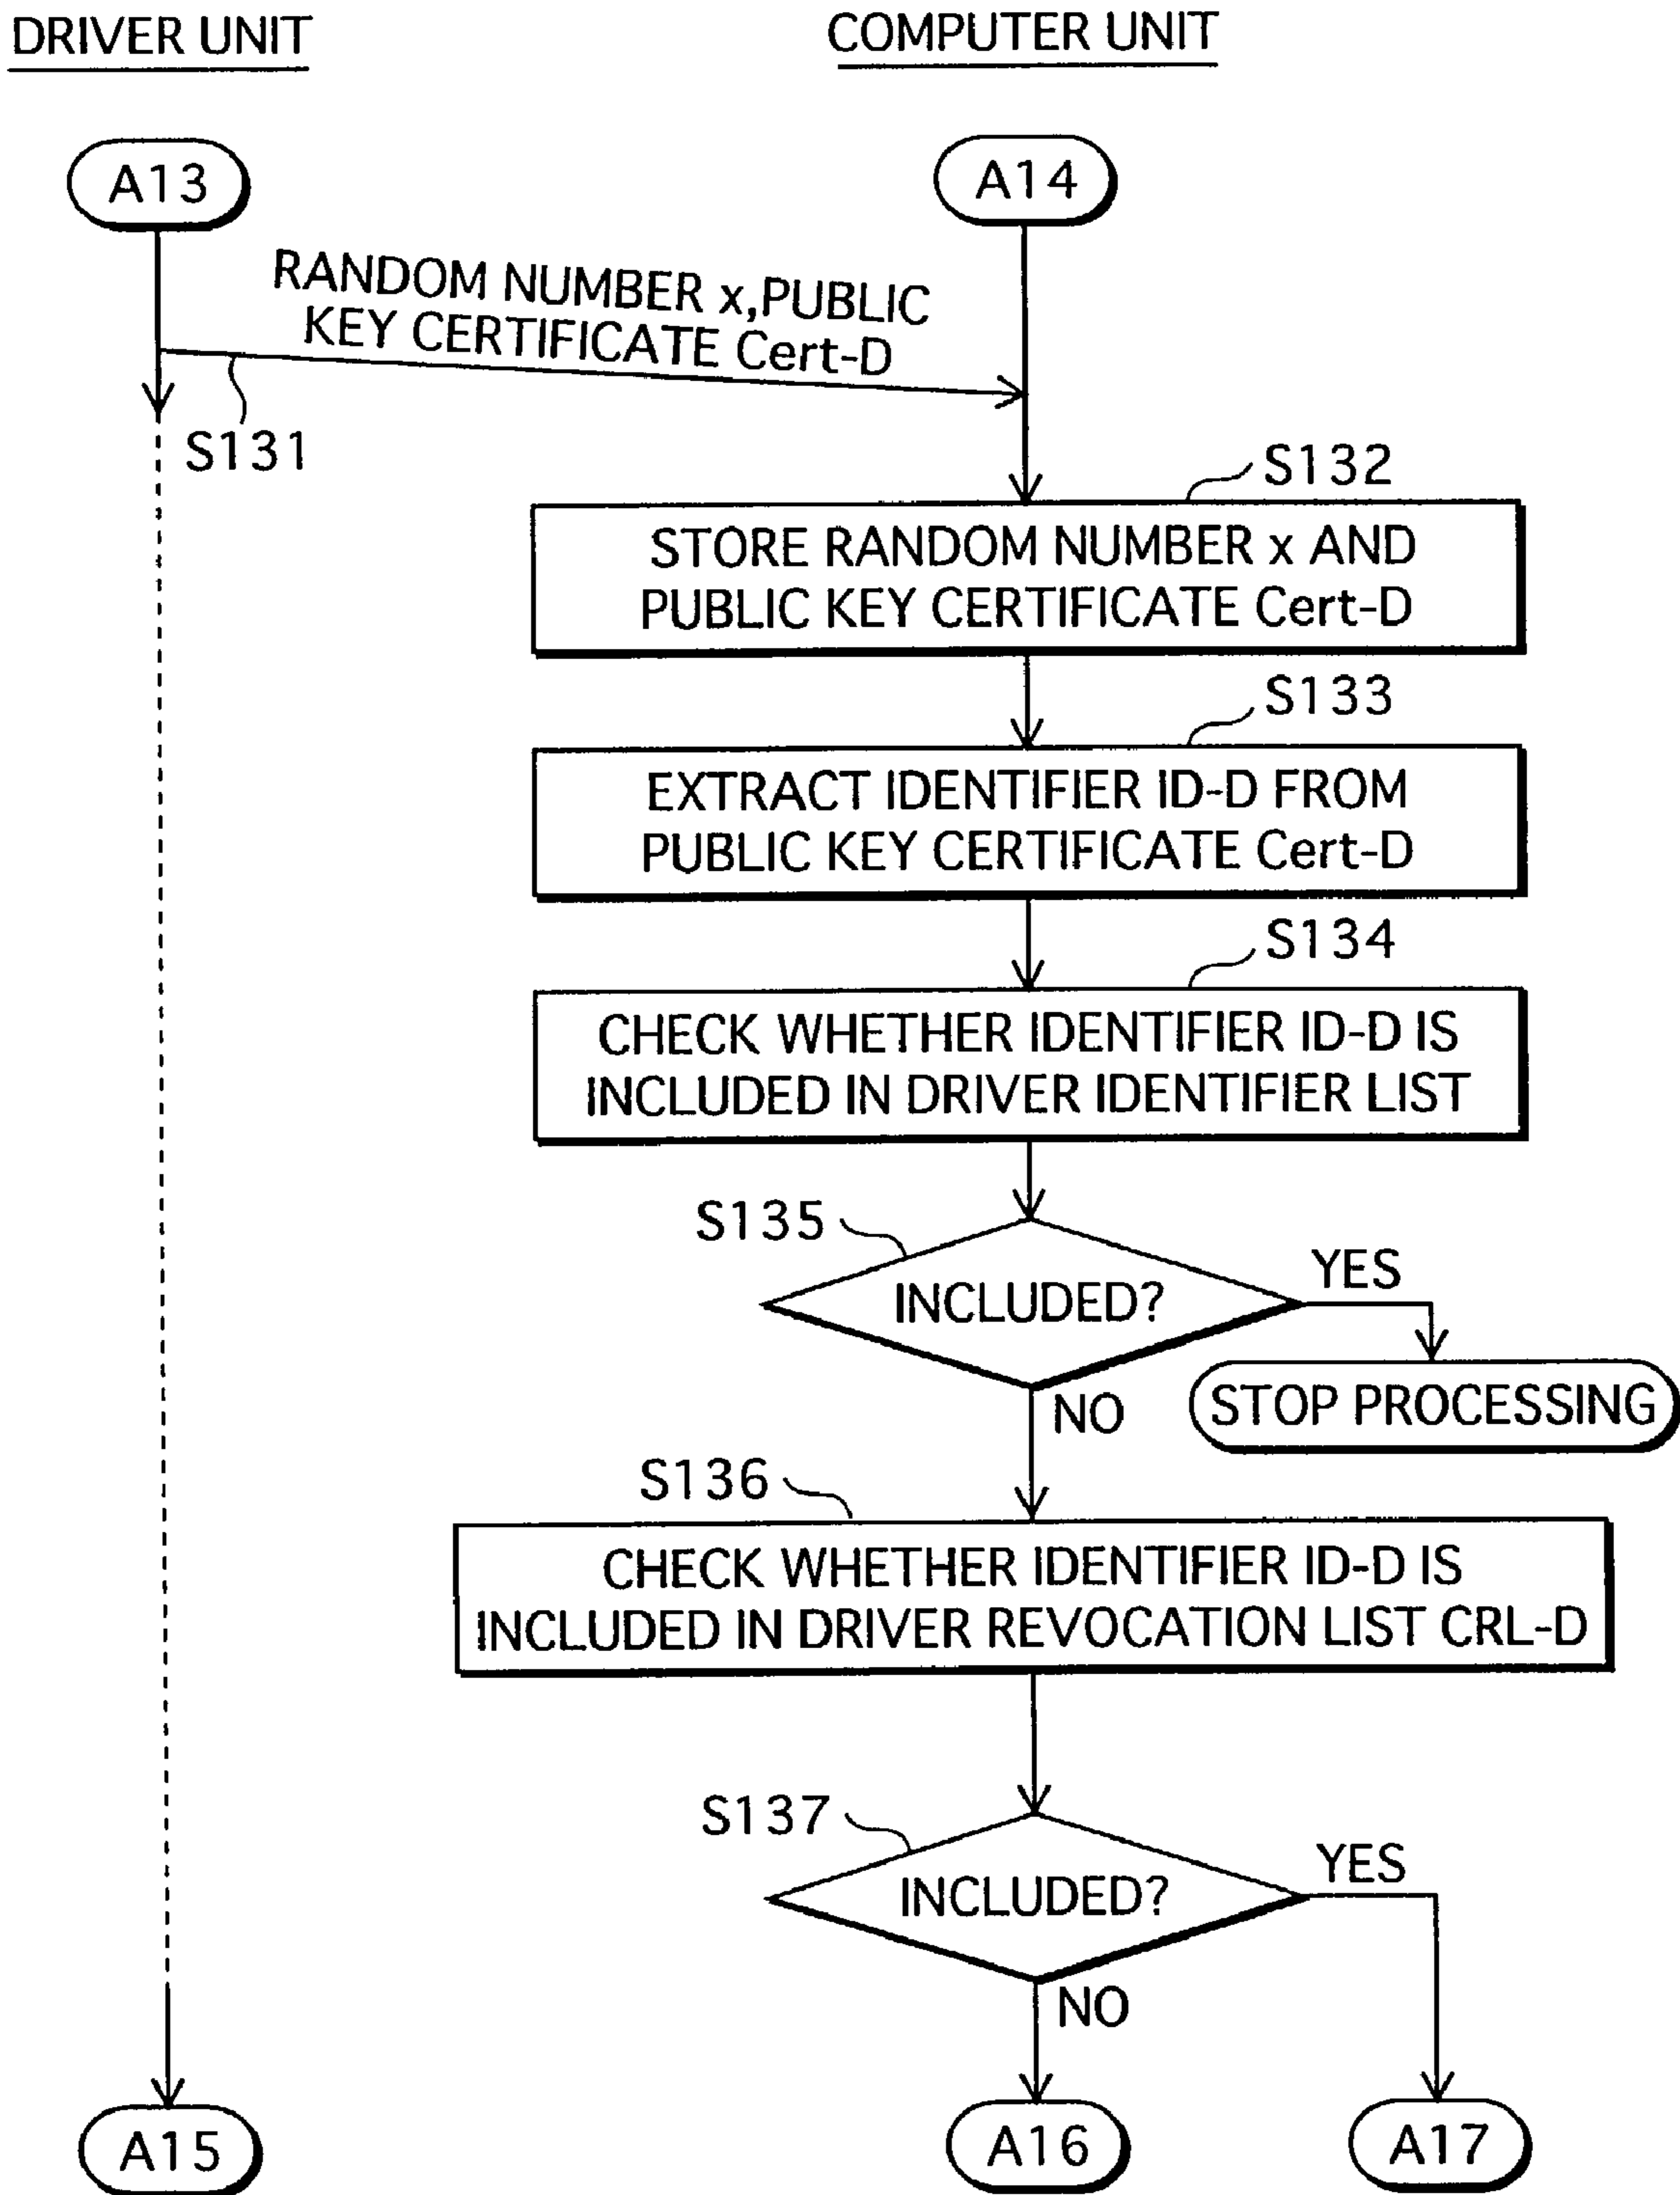 DRIVER UNIT
COMPUTER UNIT
A13
A14
RANDOM NUMBER x,PUBLIC
KEY CERTIFICATE Cert-D
S131
S132
STORE RANDOM NUMBER x AND
PUBLIC KEY CERTIFICATE Cert-D
S133
EXTRACT IDENTIFIER ID-D FROM
PUBLIC KEY CERTIFICATE Cert-D
S134
CHECK WHETHER IDENTIFIER ID-D IS
INCLUDED IN DRIVER IDENTIFIER LIST
S135
INCLUDED?
YES
STOP PROCESSING
NO
S136
CHECK WHETHER IDENTIFIER ID-D IS
INCLUDED IN DRIVER REVOCATION LIST CRL-D
S137
INCLUDED?
YES
NO
A15
A16
A17